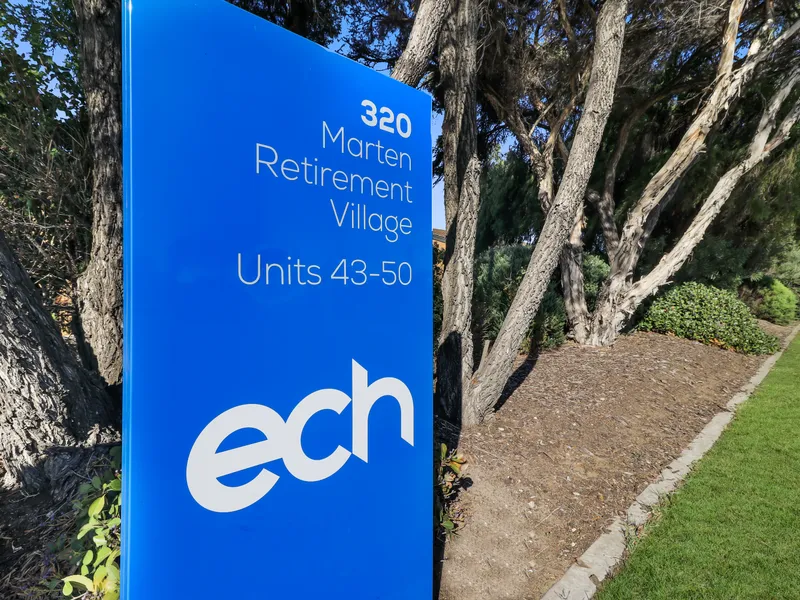 320
Marten
Retirement
Village
Units 43-50
ech